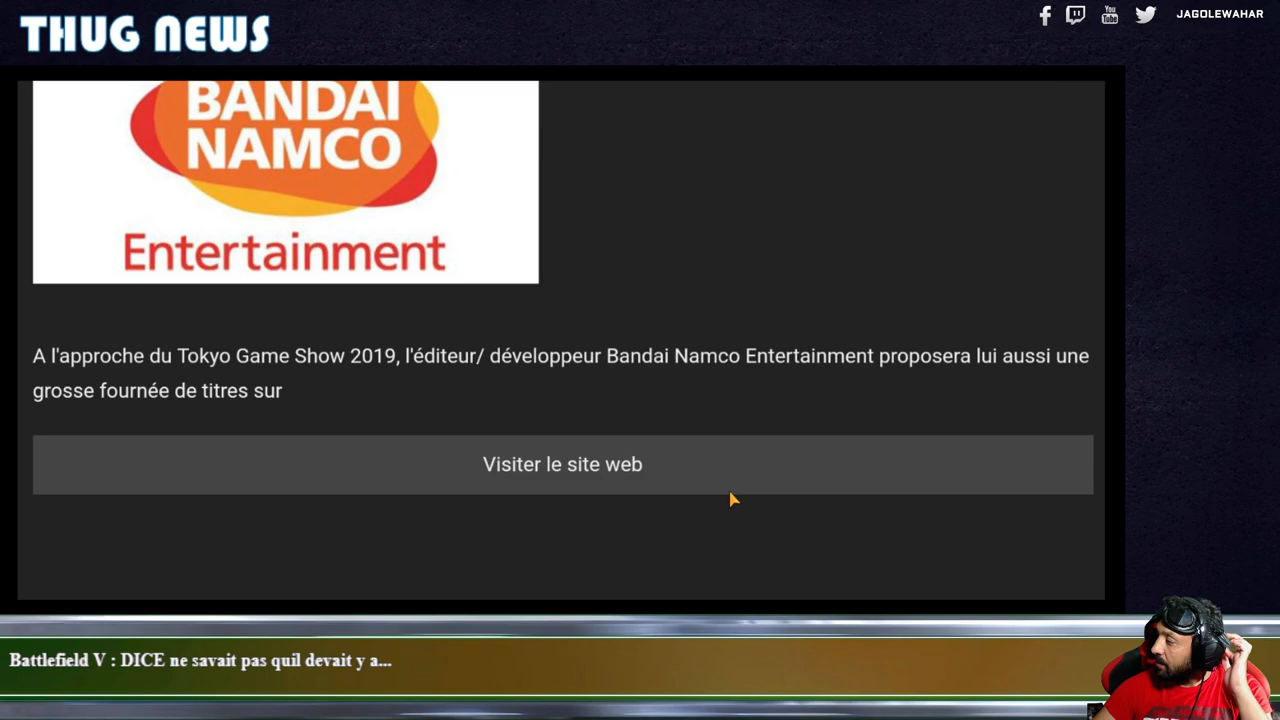 THUG NEWS
JAGOLEWAHAR
BANDAI
NAMCO
Entertainment
A l'approche du Tokyo Game Show 2019, l'éditeur/ développeur Bandai Namco Entertainment proposera lui aussi une
grosse fournée de titres sur
Visiter le site web
Battlefield V : DICE ne savait pas quil devait y a...